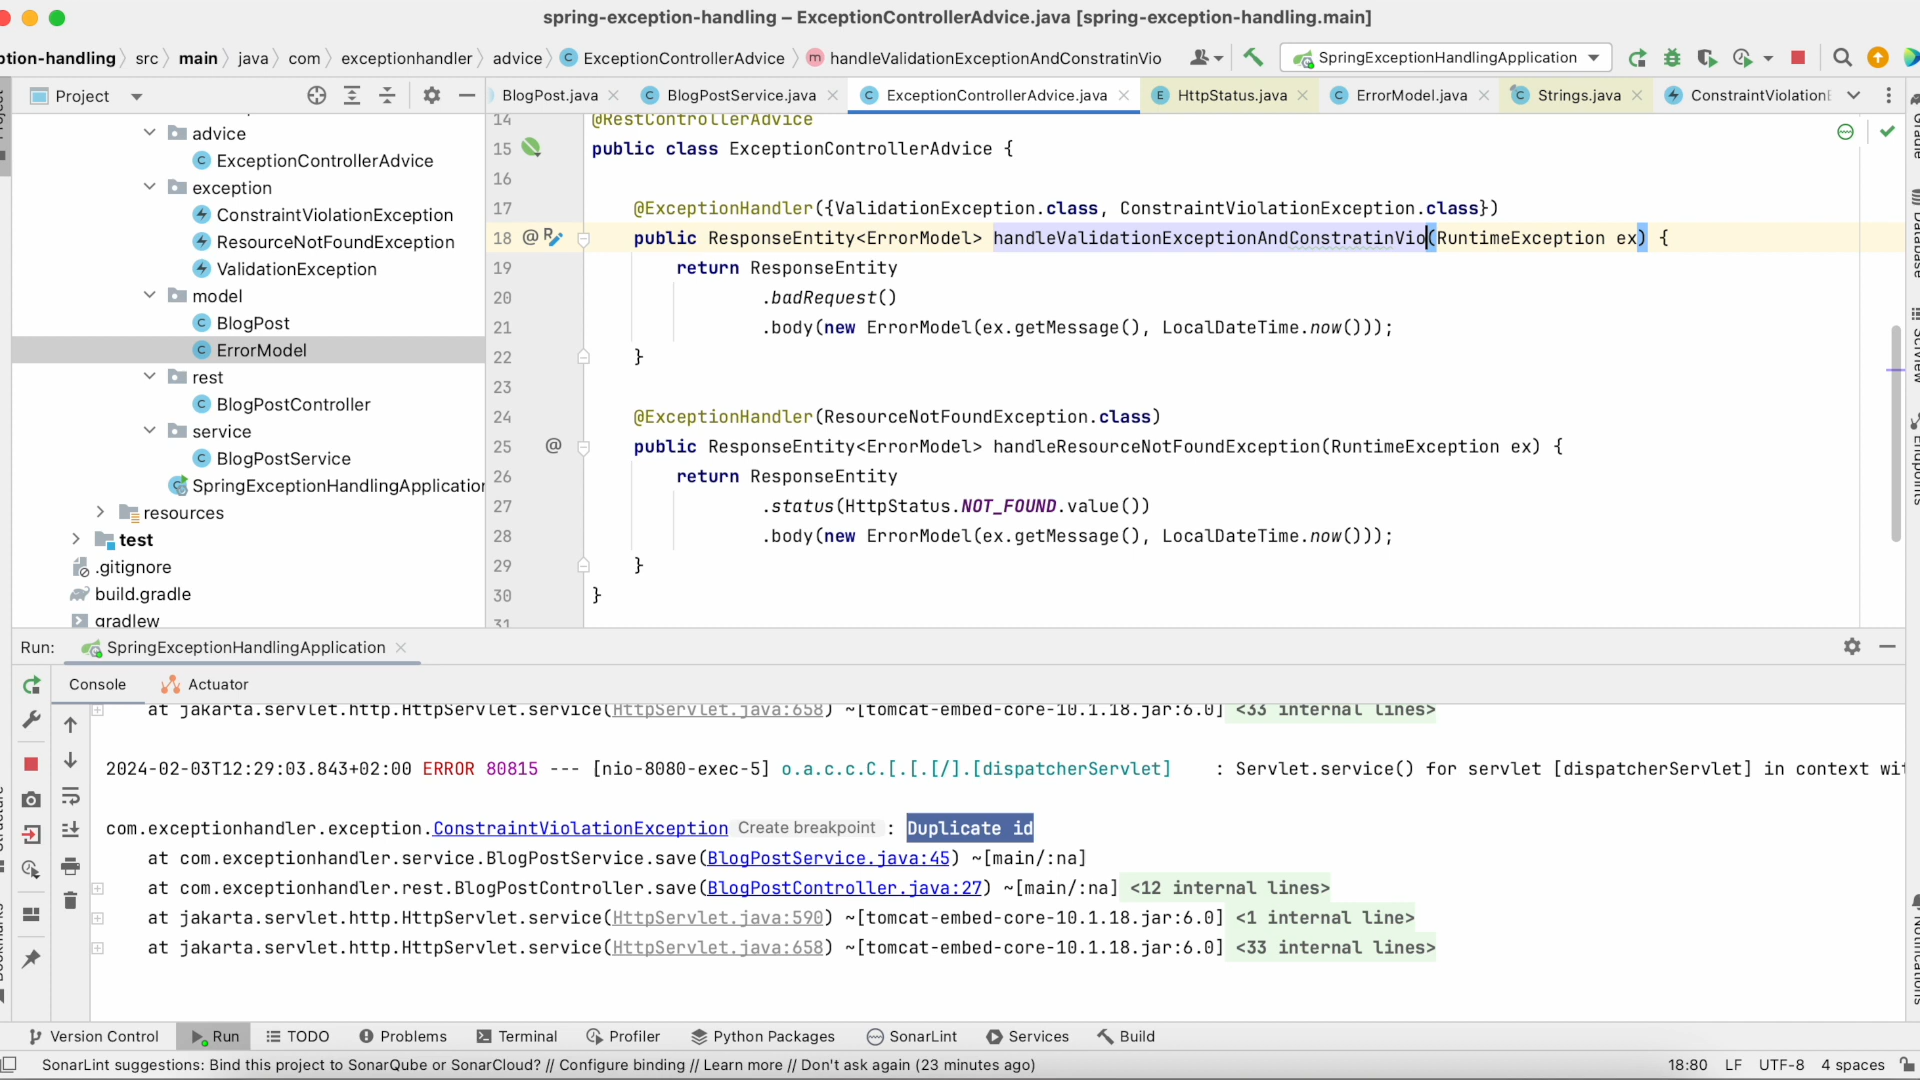 spring-exception-handling – ExceptionControllerAdvice.java [spring-exception-handling.main]
ption-handling src main java com exceptionhandler advice ExceptionControllerAdvice handleValidationExceptionAndConstratinVio SpringExceptionHandlingApplication
Project
BlogPost.java BlogPostService.java ExceptionControllerAdvice.java HttpStatus.java ErrorModel.java Strings.java ConstraintViolationE
advice
ExceptionControllerAdvice
exception
ConstraintViolationException
ResourceNotFoundException
ValidationException
model
BlogPost
ErrorModel
rest
BlogPostController
service
BlogPostService
SpringExceptionHandlingApplication
resources
test
.gitignore
build.gradle
gradlew
14 @RestControllerAdvice
15 public class ExceptionControllerAdvice {
16
17 @ExceptionHandler({ValidationException.class, ConstraintViolationException.class})
18 public ResponseEntity<ErrorModel> handleValidationExceptionAndConstratinVio(RuntimeException ex) {
19 return ResponseEntity
20 .badRequest()
21 .body(new ErrorModel(ex.getMessage(), LocalDateTime.now()));
22 }
23
24 @ExceptionHandler(ResourceNotFoundException.class)
25 public ResponseEntity<ErrorModel> handleResourceNotFoundException(RuntimeException ex) {
26 return ResponseEntity
27 .status(HttpStatus.NOT_FOUND.value())
28 .body(new ErrorModel(ex.getMessage(), LocalDateTime.now()));
29 }
30 }
31
Gradle
Database
SciView
Endpoints
Notifications
Run: SpringExceptionHandlingApplication
Console Actuator
at jakarta.servlet.http.HttpServlet.service(HttpServlet.java:658) ~[tomcat-embed-core-10.1.18.jar:6.0] <33 internal lines>
2024-02-03T12:29:03.843+02:00 ERROR 80815 --- [nio-8080-exec-5] o.a.c.c.C.[.[.[/].[dispatcherServlet] : Servlet.service() for servlet [dispatcherServlet] in context wit
com.exceptionhandler.exception.ConstraintViolationException Create breakpoint : Duplicate id
at com.exceptionhandler.service.BlogPostService.save(BlogPostService.java:45) ~[main/:na]
at com.exceptionhandler.rest.BlogPostController.save(BlogPostController.java:27) ~[main/:na] <12 internal lines>
at jakarta.servlet.http.HttpServlet.service(HttpServlet.java:590) ~[tomcat-embed-core-10.1.18.jar:6.0] <1 internal line>
at jakarta.servlet.http.HttpServlet.service(HttpServlet.java:658) ~[tomcat-embed-core-10.1.18.jar:6.0] <33 internal lines>
Version Control Run TODO Problems Terminal Profiler Python Packages SonarLint Services Build
SonarLint suggestions: Bind this project to SonarQube or SonarCloud? // Configure binding // Learn more // Don't ask again (23 minutes ago) 18:80 LF UTF-8 4 spaces